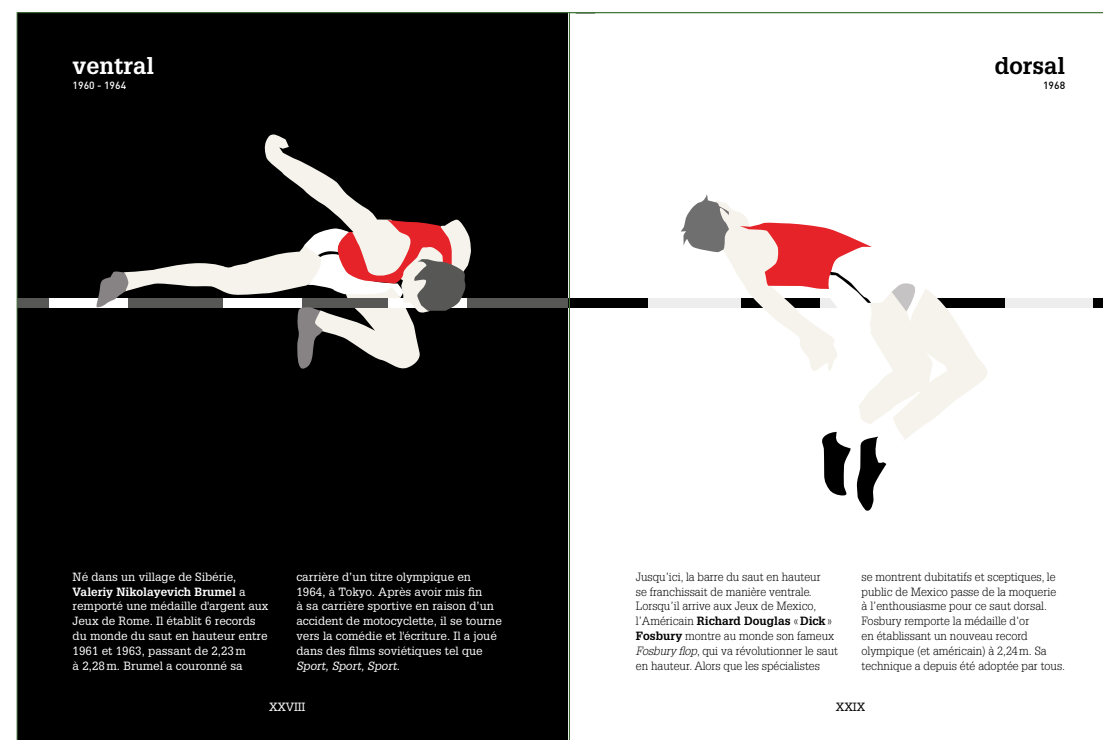 ventral
1960 - 1964
Né dans un village de Sibérie,
Valeriy Nikolayevich Brumel a
remporté une médaille d'argent aux
Jeux de Rome. Il établit 6 records
du monde du saut en hauteur entre
1961 et 1963, passant de 2,23 m
à 2,28 m. Brumel a couronné sa
carrière d'un titre olympique en
1964, à Tokyo. Après avoir mis fin
à sa carrière sportive en raison d'un
accident de motocyclette, il se tourne
vers la comédie et l'écriture. Il a joué
dans des films soviétiques tel que
Sport, Sport, Sport.
XXVIII
dorsal
1968
Jusqu'ici, la barre du saut en hauteur
se franchissait de manière ventrale.
Lorsqu'il arrive aux Jeux de Mexico,
l'Américain Richard Douglas « Dick »
Fosbury montre au monde son fameux
Fosbury flop, qui va révolutionner le saut
en hauteur. Alors que les spécialistes
se montrent dubitatifs et sceptiques, le
public de Mexico passe de la moquerie
à l'enthousiasme pour ce saut dorsal.
Fosbury remporte la médaille d'or
en établissant un nouveau record
olympique (et américain) à 2,24 m. Sa
technique a depuis été adoptée par tous.
XXIX